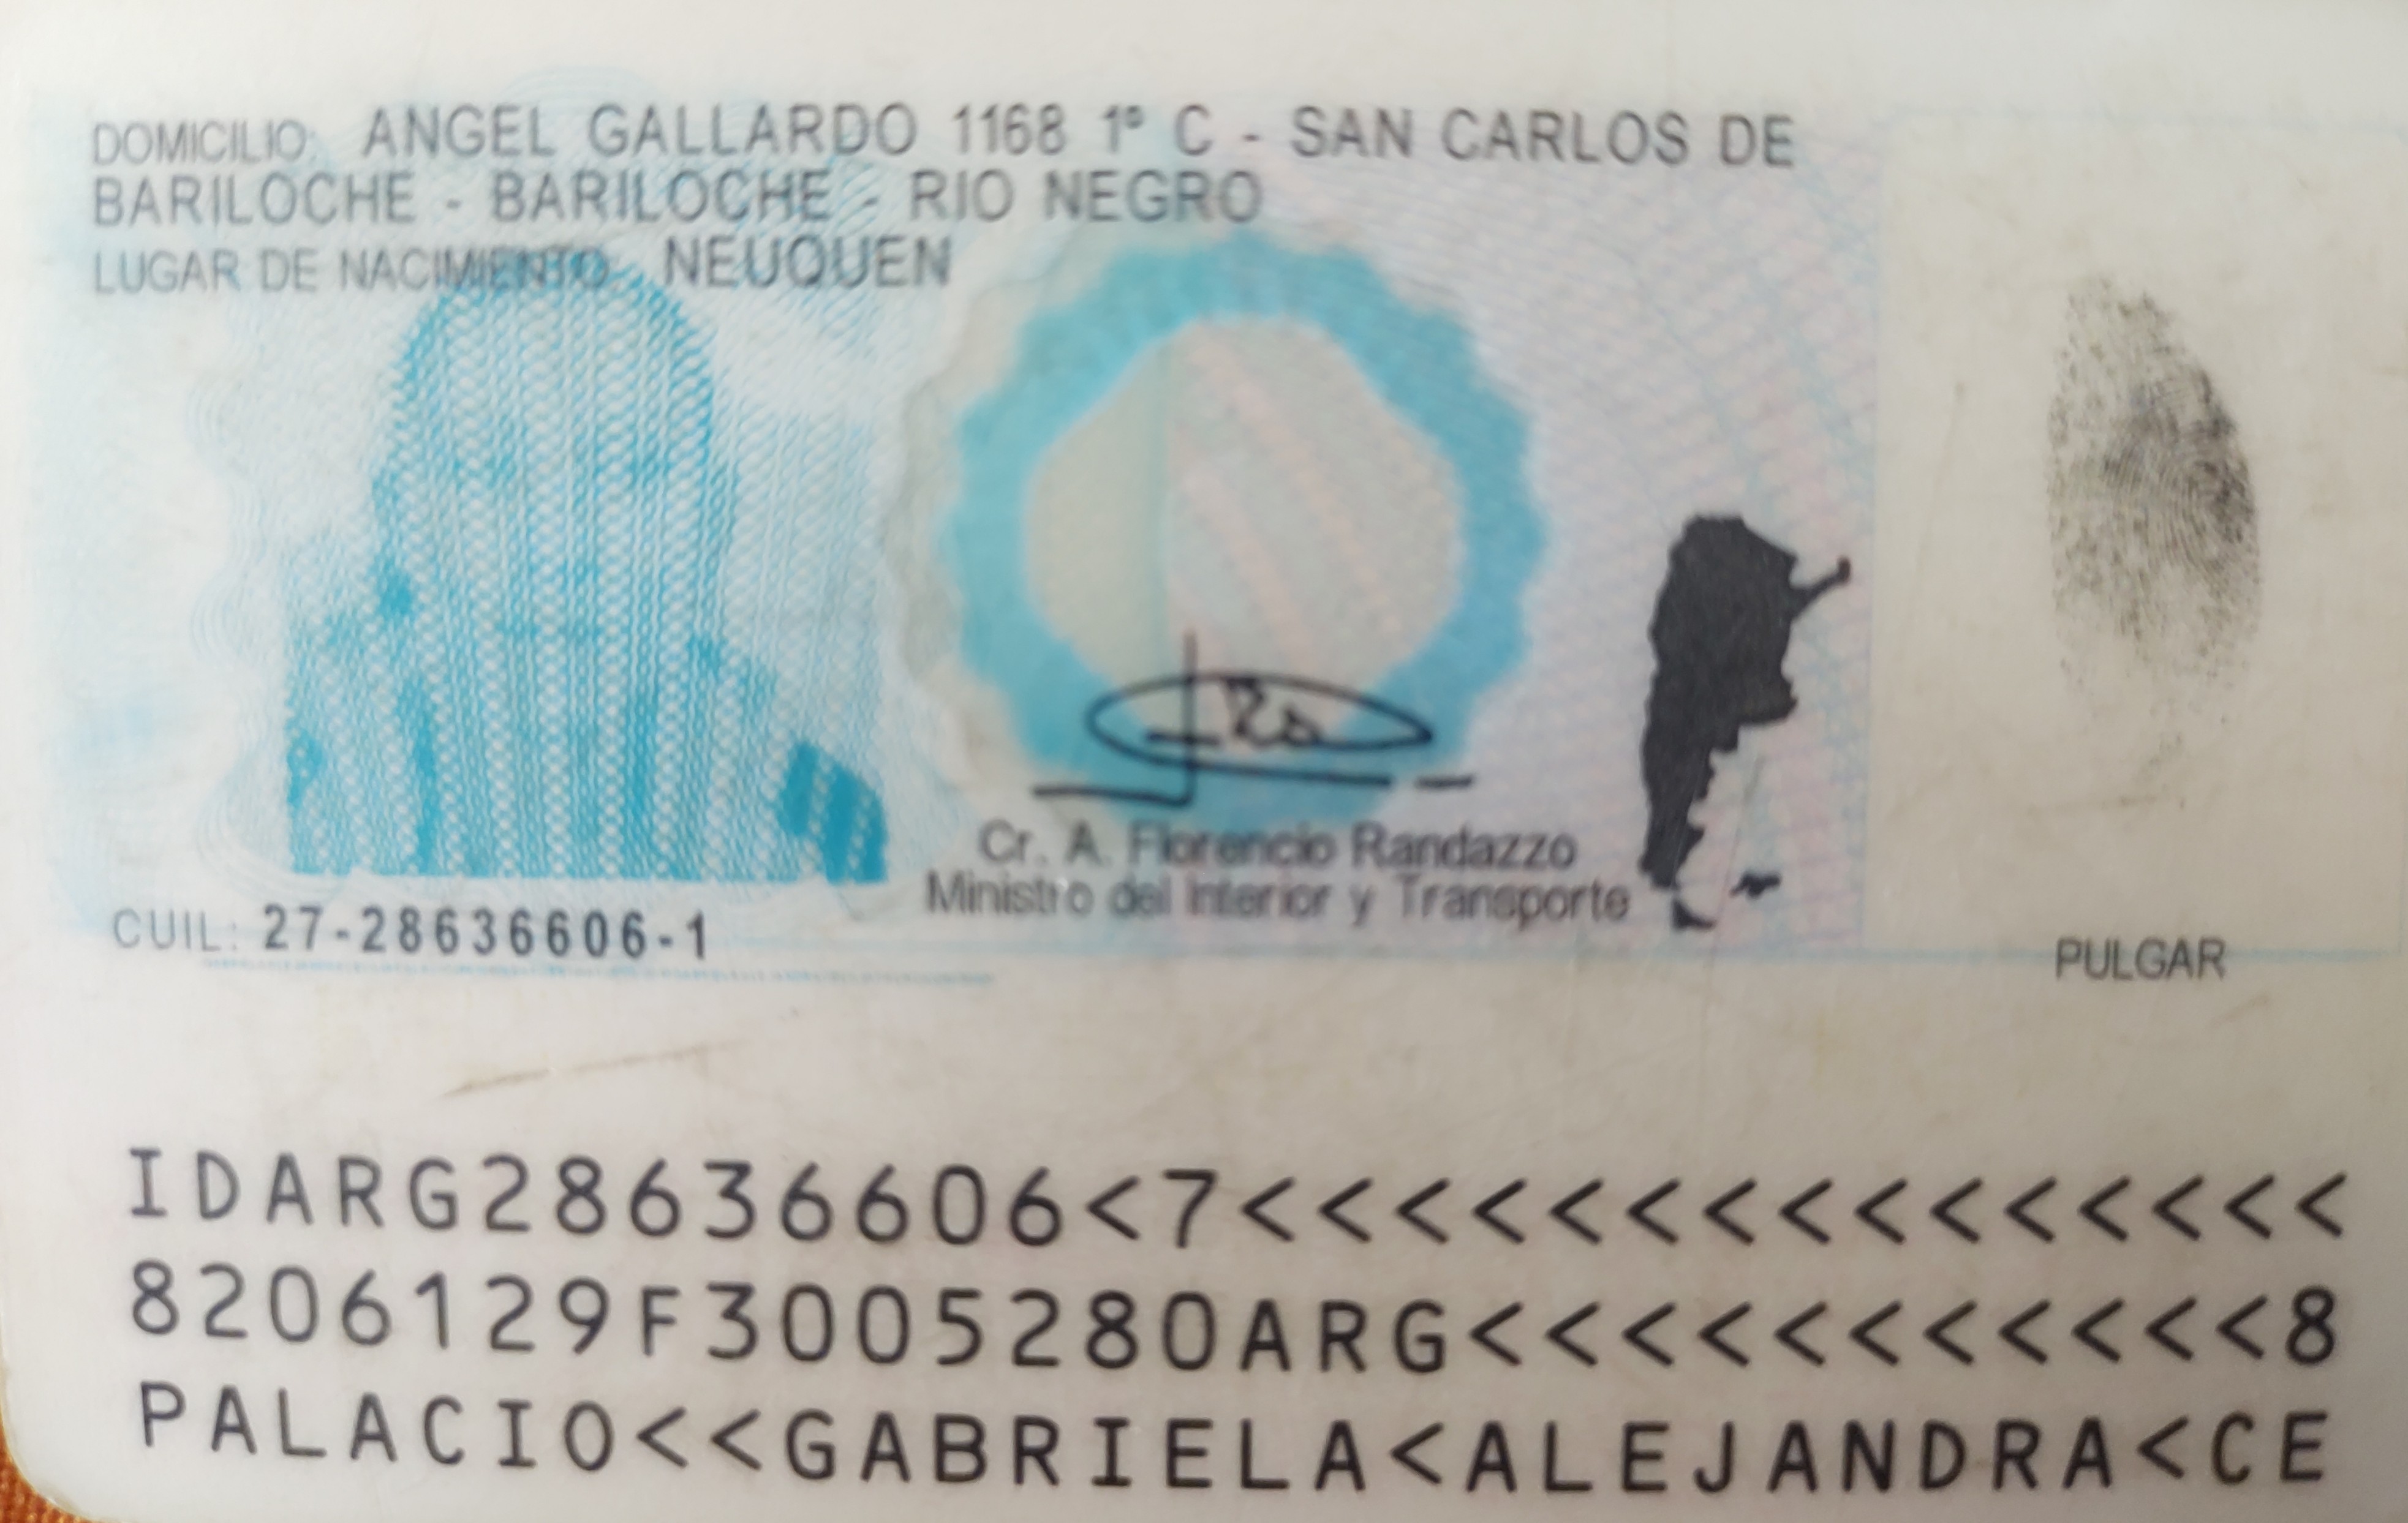 DOMICILIO: ANGEL GALLARDO 1168 1º C - SAN CARLOS DE
BARILOCHE - BARILOCHE - RIO NEGRO
LUGAR DE NACIMIENTO: NEUQUEN
Cr. A. Florencio Randazzo
Ministro del Interior y Transporte
CUIL: 27-28636606-1
PULGAR
IDARG28636606<7<<<<<<<<<<<<<<<
8206129F3005280ARG<<<<<<<<<<<8
PALACIO<<GABRIELA<ALEJANDRA<CE